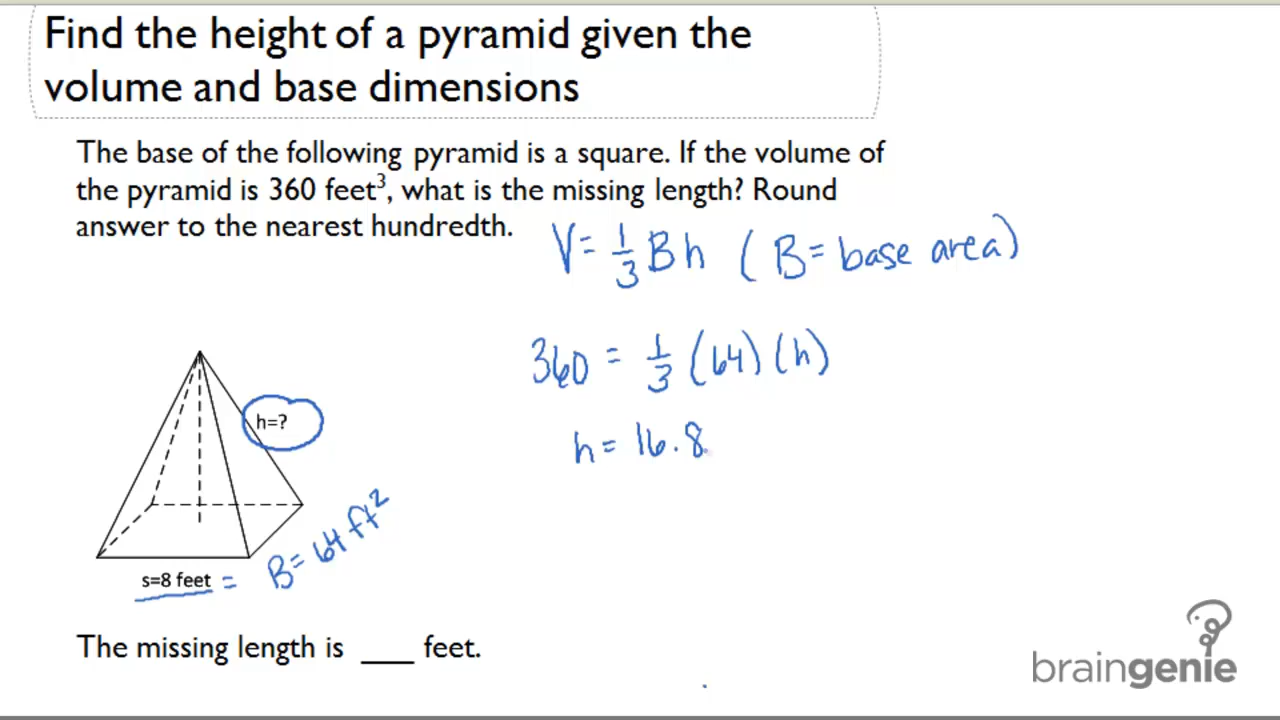 Find the height of a pyramid given the
volume and base dimensions
The base of the following pyramid is a square. If the volume of
the pyramid is 360 feet³, what is the missing length? Round
answer to the nearest hundredth.
V = 1/3 B h ( B = base area)
360 = 1/3 (64) (h)
h = 16.8
h=?
B = 64 ft²
s=8 feet =
The missing length is ___ feet.
braingenie